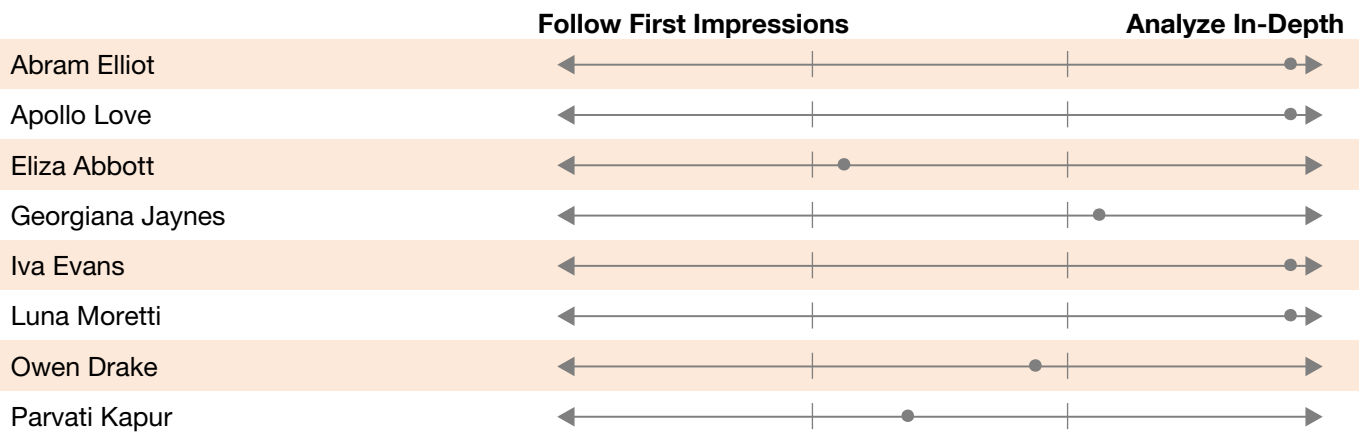 Follow First Impressions Analyze In-Depth
Abram Elliot
Apollo Love
Eliza Abbott
Georgiana Jaynes
Iva Evans
Luna Moretti
Owen Drake
Parvati Kapur